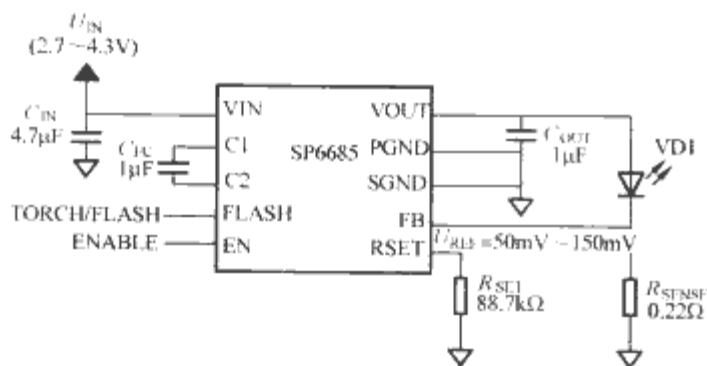 UIN
(2.7～4.3V)
CIN
4.7μF
CFC
1μF
VIN
C1
C2
FLASH
EN
SP6685
VOUT
PGND
SGND
FB
RSET
TORCH/FLASH
ENABLE
COUT
1μF
VD1
UREF=50mV～150mV
RSET
88.7kΩ
RSENSE
0.22Ω